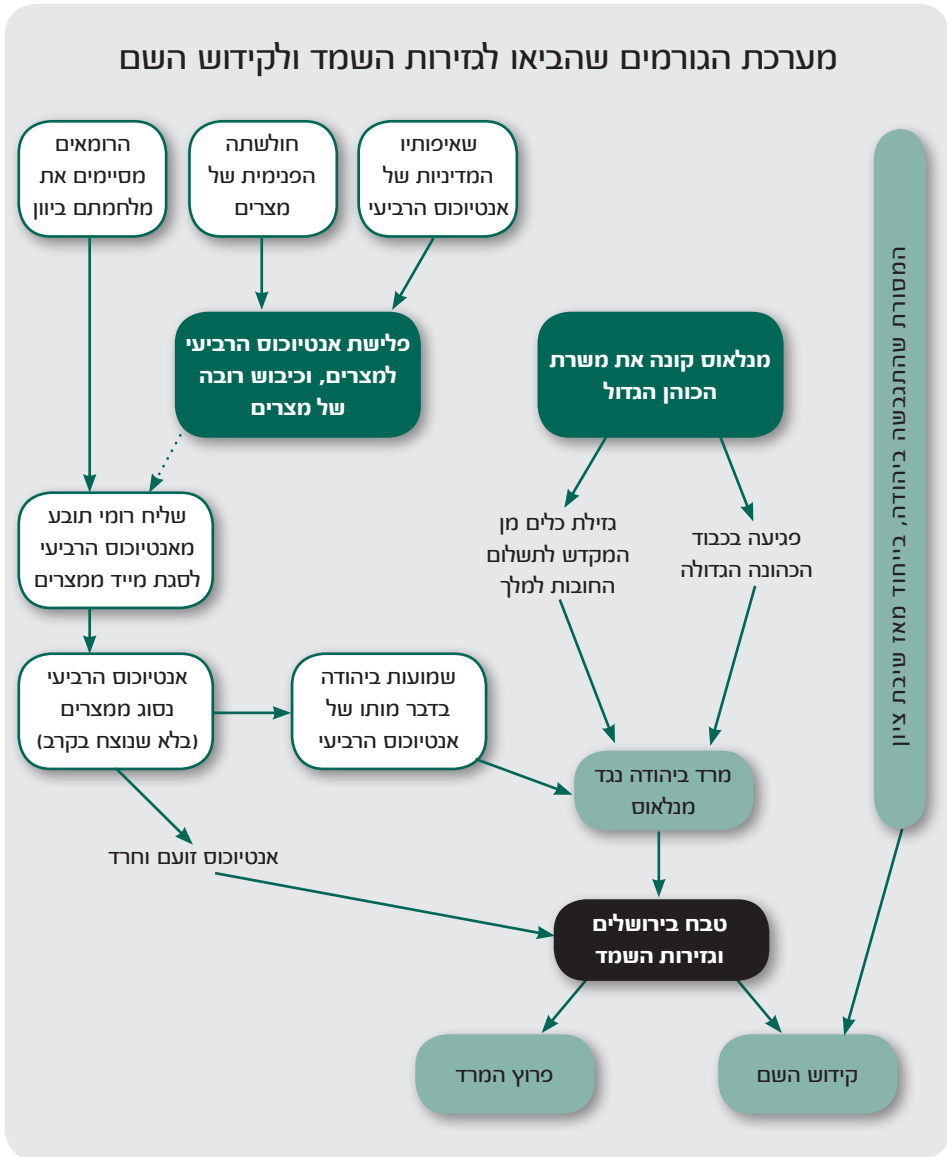 מערכת הגורמים שהביאו לגזירות השמד ולקידוש השם
המסורת שהתגבשה ביהודה, בייחוד מאז שיבת ציון
שאיפותיו
המדיניות של
אנטיוכוס הרביעי
חולשתה
הפנימית של
מצרים
הרומאים
מסיימים את
מלחמתם ביוון
מנלאוס קונה את משרת
הכוהן הגדול
פלישת אנטיוכוס הרביעי
למצרים, וכיבוש רובה
של מצרים
פגיעה בכבוד
הכהונה הגדולה
גזילת כלים מן
המקדש לתשלום
החובות למלך
שליח רומי תובע
מאנטיוכוס הרביעי
לסגת מייד ממצרים
שמועות ביהודה
בדבר מותו של
אנטיוכוס הרביעי
אנטיוכוס הרביעי
נסוג ממצרים
(בלא שנוצח בקרב)
מרד ביהודה נגד
מנלאוס
אנטיוכוס זועם וחרד
טבח בירושלים
וגזירות השמד
קידוש השם
פרוץ המרד